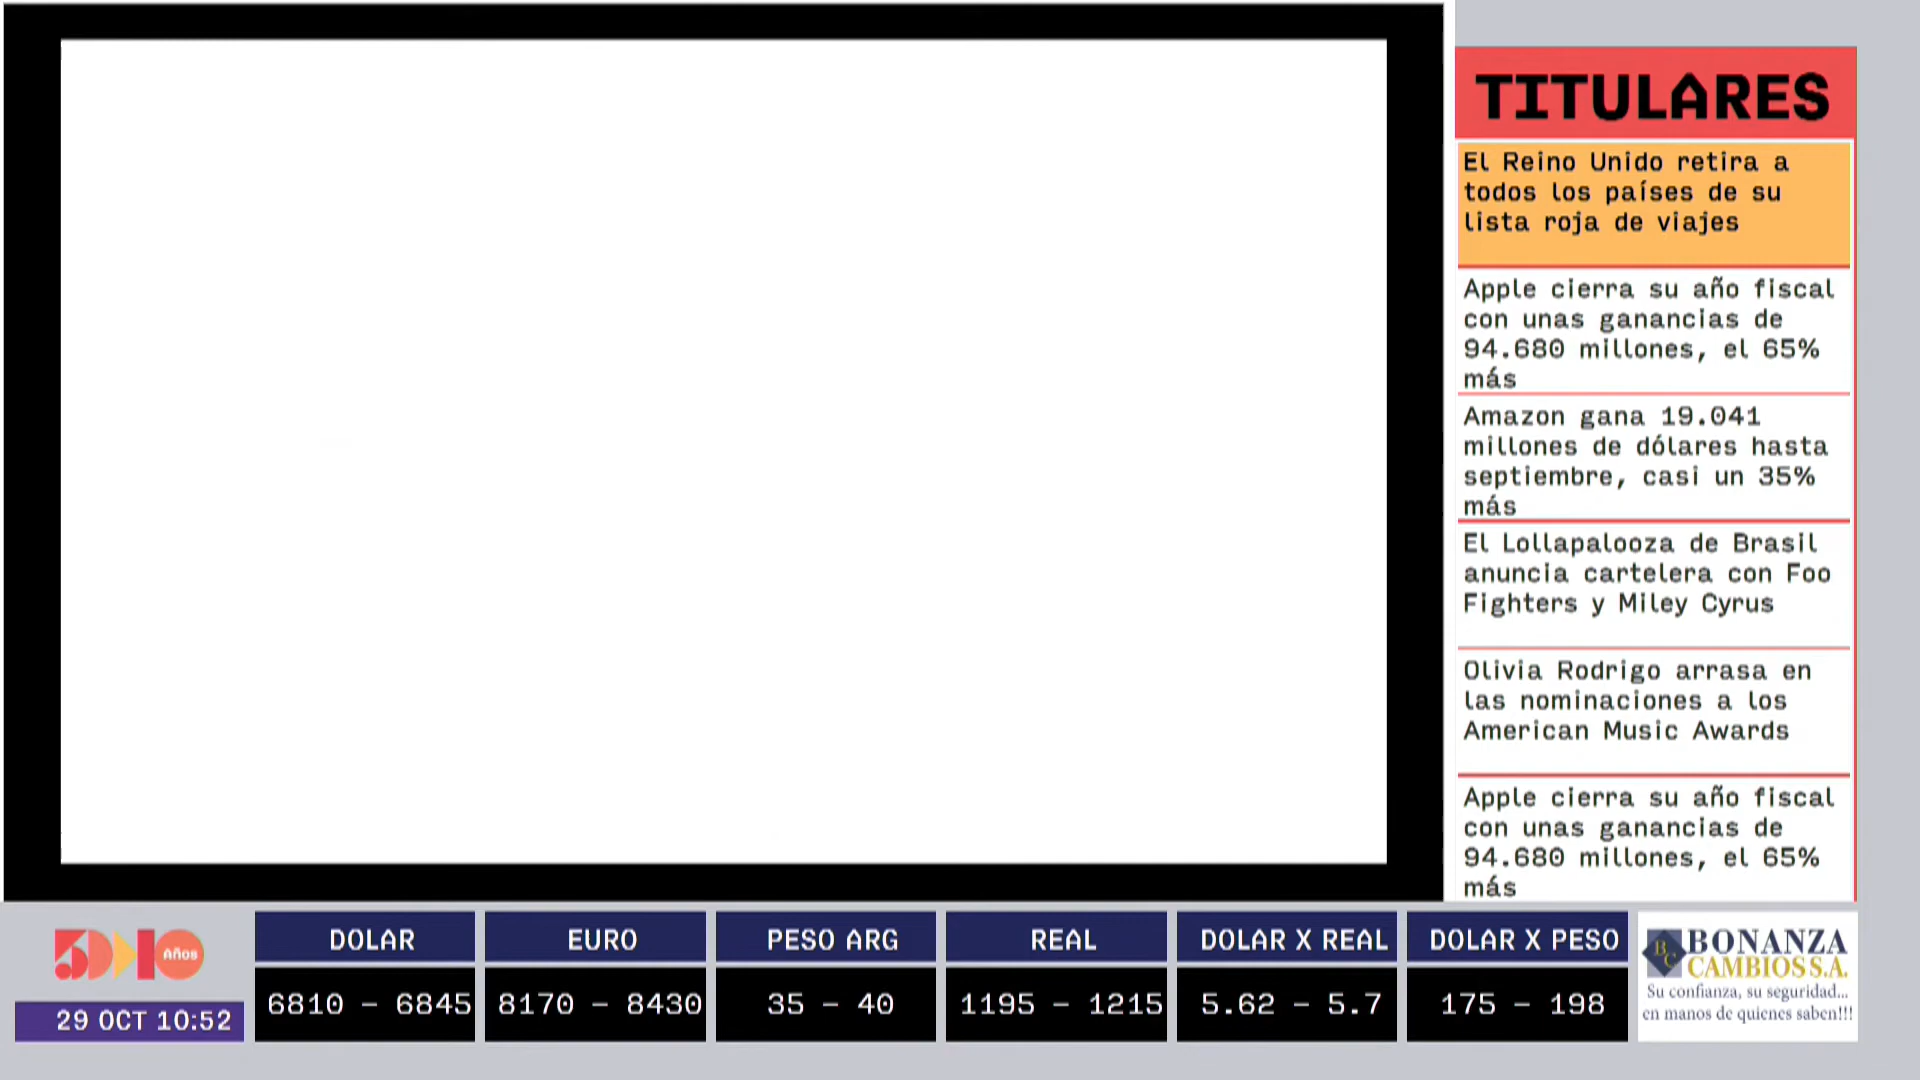 TITULARES
El Reino Unido retira a
todos los países de su
lista roja de viajes
Apple cierra su año fiscal
con unas ganancias de
94.680 millones, el 65%
más
Amazon gana 19.041
millones de dólares hasta
septiembre, casi un 35%
más
El Lollapalooza de Brasil
anuncia cartelera con Foo
Fighters y Miley Cyrus
Olivia Rodrigo arrasa en
las nominaciones a los
American Music Awards
Apple cierra su año fiscal
con unas ganancias de
94.680 millones, el 65%
más
Años
29 OCT 10:52
DOLAR
6810 - 6845
EURO
8170 - 8430
PESO ARG
35 - 40
REAL
1195 - 1215
DOLAR X REAL
5.62 - 5.7
DOLAR X PESO
175 - 198
BC
BONANZA
CAMBIOS S.A.
Su confianza, su seguridad...
en manos de quienes saben!!!